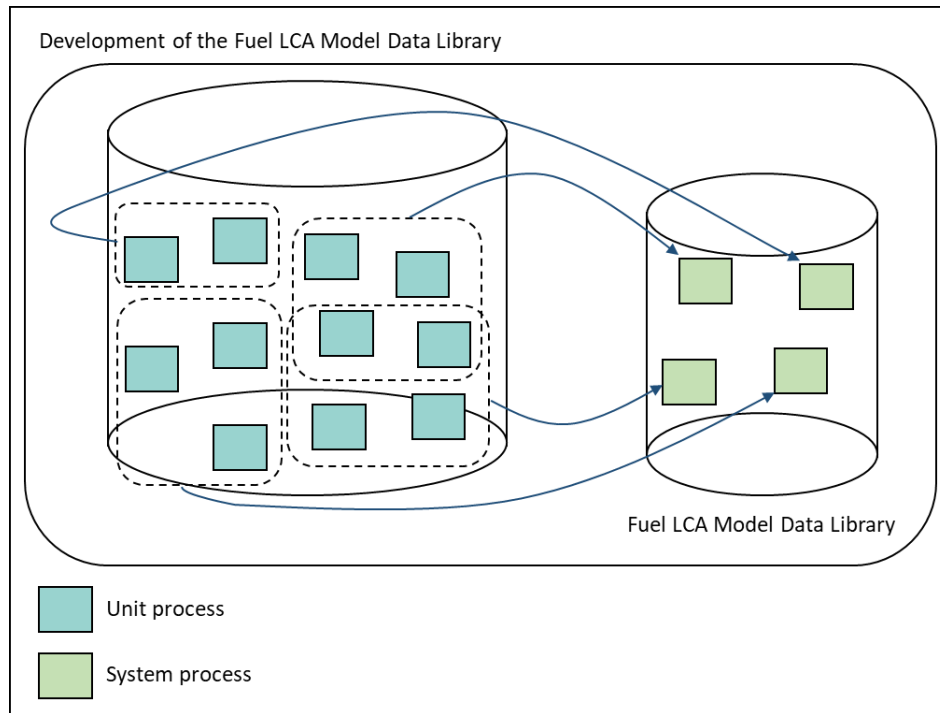 Development of the Fuel LCA Model Data Library
Fuel LCA Model Data Library
Unit process
System process